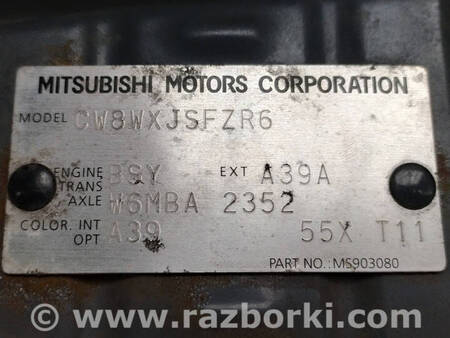 MITSUBISHI MOTORS CORPORATION
MODEL CW8WXJSFZR6
ENGINE BSY EXT A39A
TRANS AXLE W6MBA 2352
COLOR. INT A39
OPT 55X T11
PART NO.: MS903080
www.razborki.com